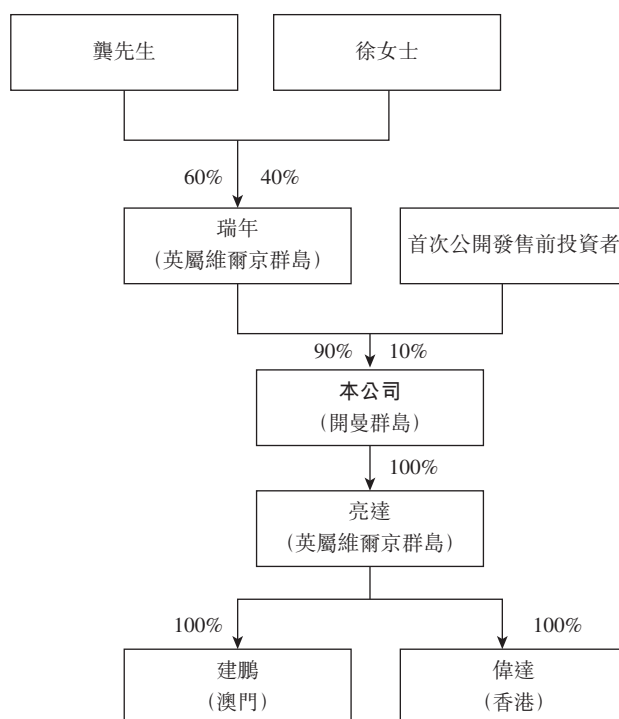 龔先生
徐女士
60%
40%
瑞年
(英屬維爾京群島)
首次公開發售前投資者
90%
10%
本公司
(開曼群島)
100%
亮達
(英屬維爾京群島)
100%
100%
建鵬
(澳門)
偉達
(香港)